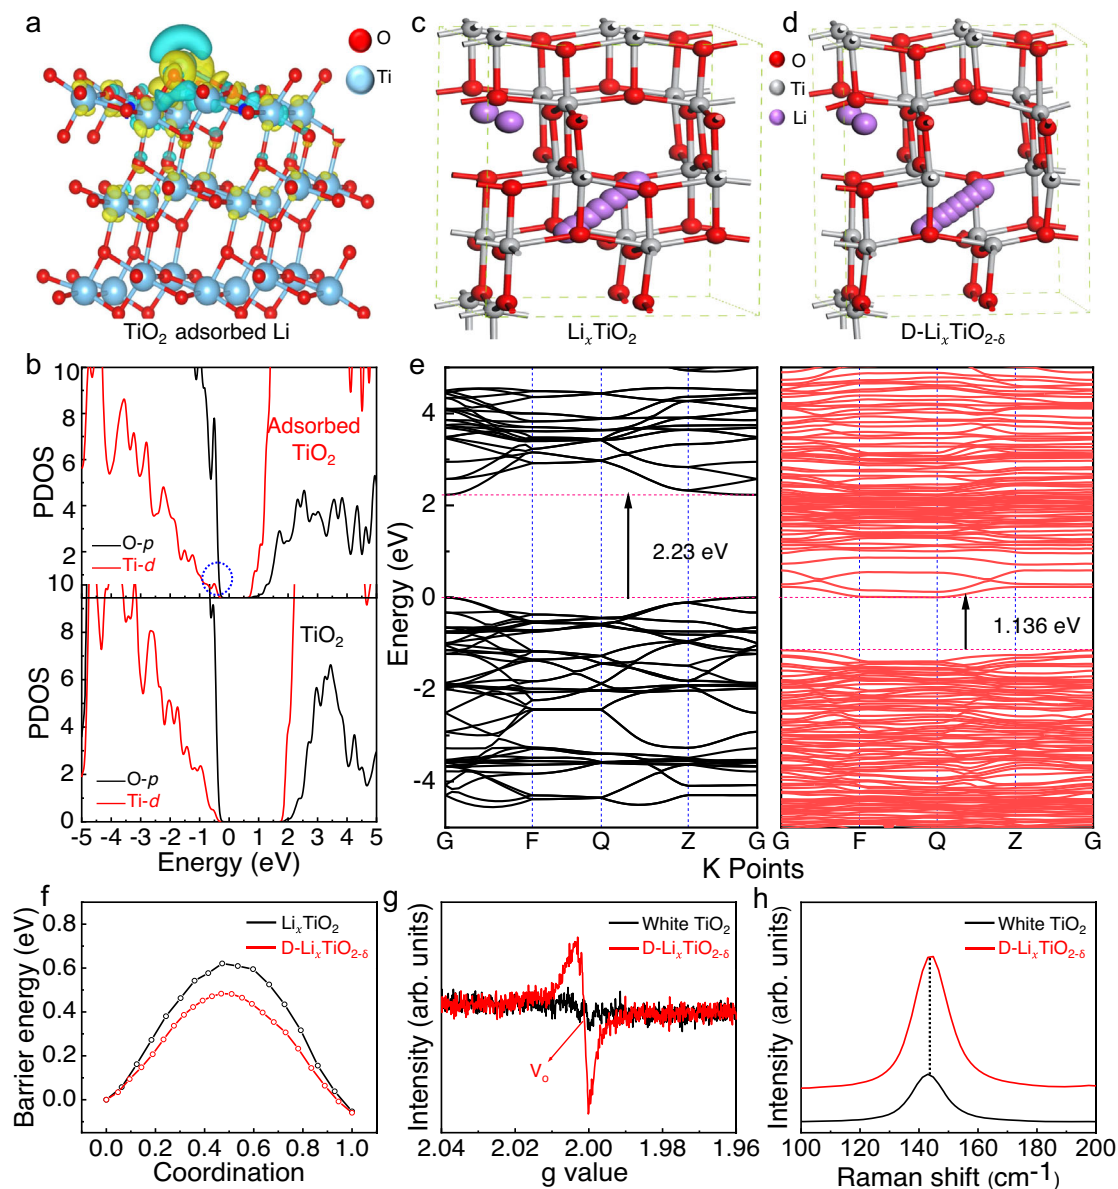 a
O
Ti
TiO2 adsorbed Li
c
LixTiO2
d
O
Ti
Li
D-LixTiO2-δ
b
10
8
6
4
2
PDOS
Adsorbed
TiO2
O-p
Ti-d
10
8
6
4
2
0
PDOS
TiO2
O-p
Ti-d
-5 -4 -3 -2 -1 0 1 2 3 4 5
Energy (eV)
e
4
2
0
-2
-4
Energy (eV)
2.23 eV
1.136 eV
G F Q Z G
G F Q Z G
K Points
f
0.8
0.6
0.4
0.2
0.0
Barrier energy (eV)
LixTiO2
D-LixTiO2-δ
0.0 0.2 0.4 0.6 0.8 1.0
Coordination
g
Intensity (arb. units)
White TiO2
D-LixTiO2-δ
Vo
2.04 2.02 2.00 1.98 1.96
g value
h
Intensity (arb. units)
White TiO2
D-LixTiO2-δ
100 120 140 160 180 200
Raman shift (cm-1)